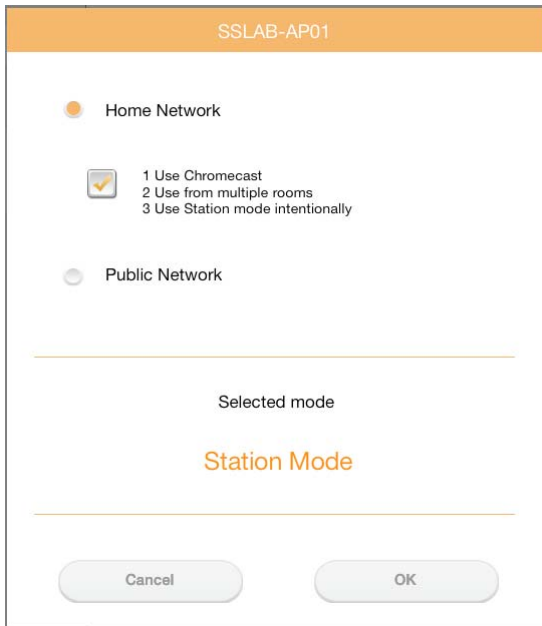 SSLAB-AP01
Home Network
1 Use Chromecast
2 Use from multiple rooms
3 Use Station mode intentionally
Public Network
Selected mode
Station Mode
Cancel
OK